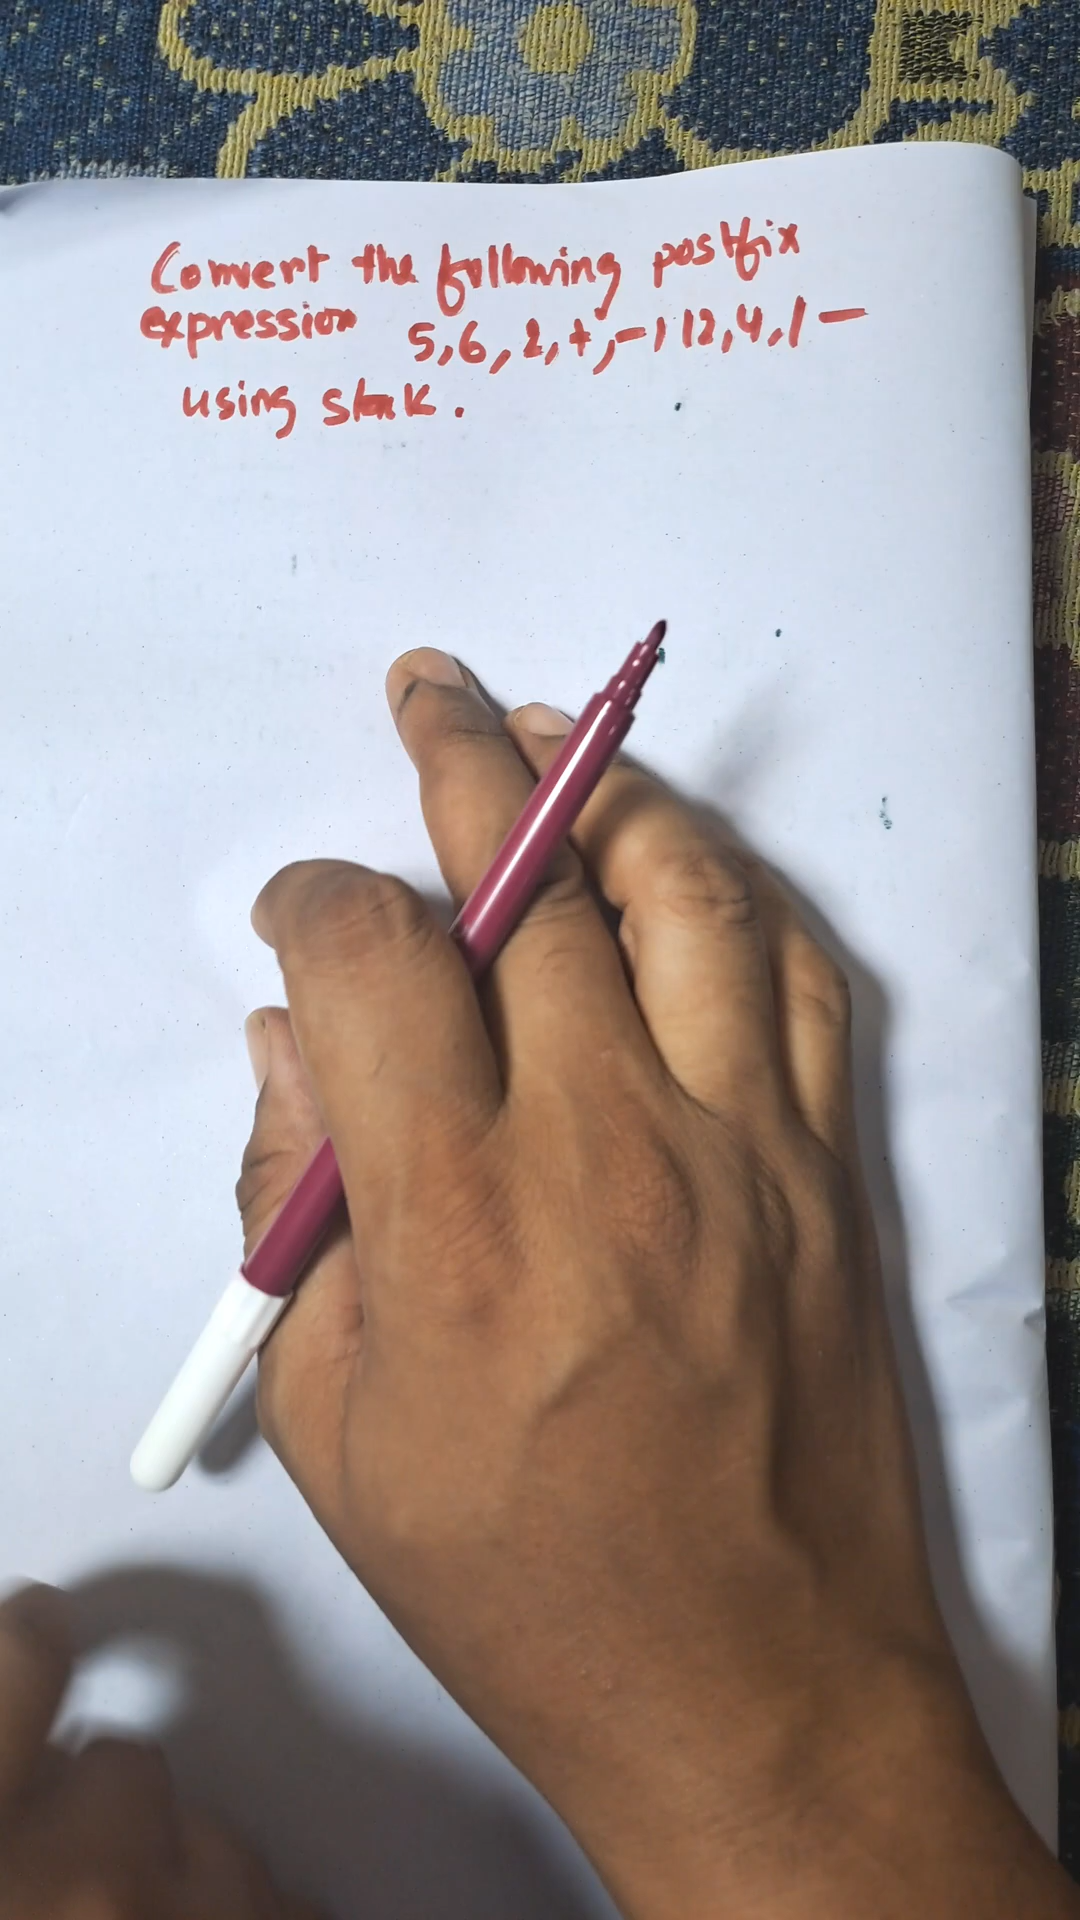 Convert the following postfix
expression 5,6,2,+,-,12,4,/-
using stack.